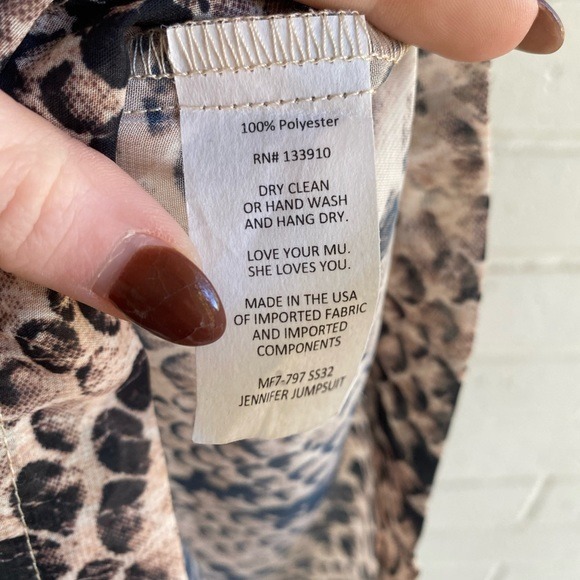 100% Polyester
RN# 133910
DRY CLEAN
OR HAND WASH
AND HANG DRY.
LOVE YOUR MU.
SHE LOVES YOU.
MADE IN THE USA
OF IMPORTED FABRIC
AND IMPORTED
COMPONENTS
MF7-797 SS32
JENNIFER JUMPSUIT